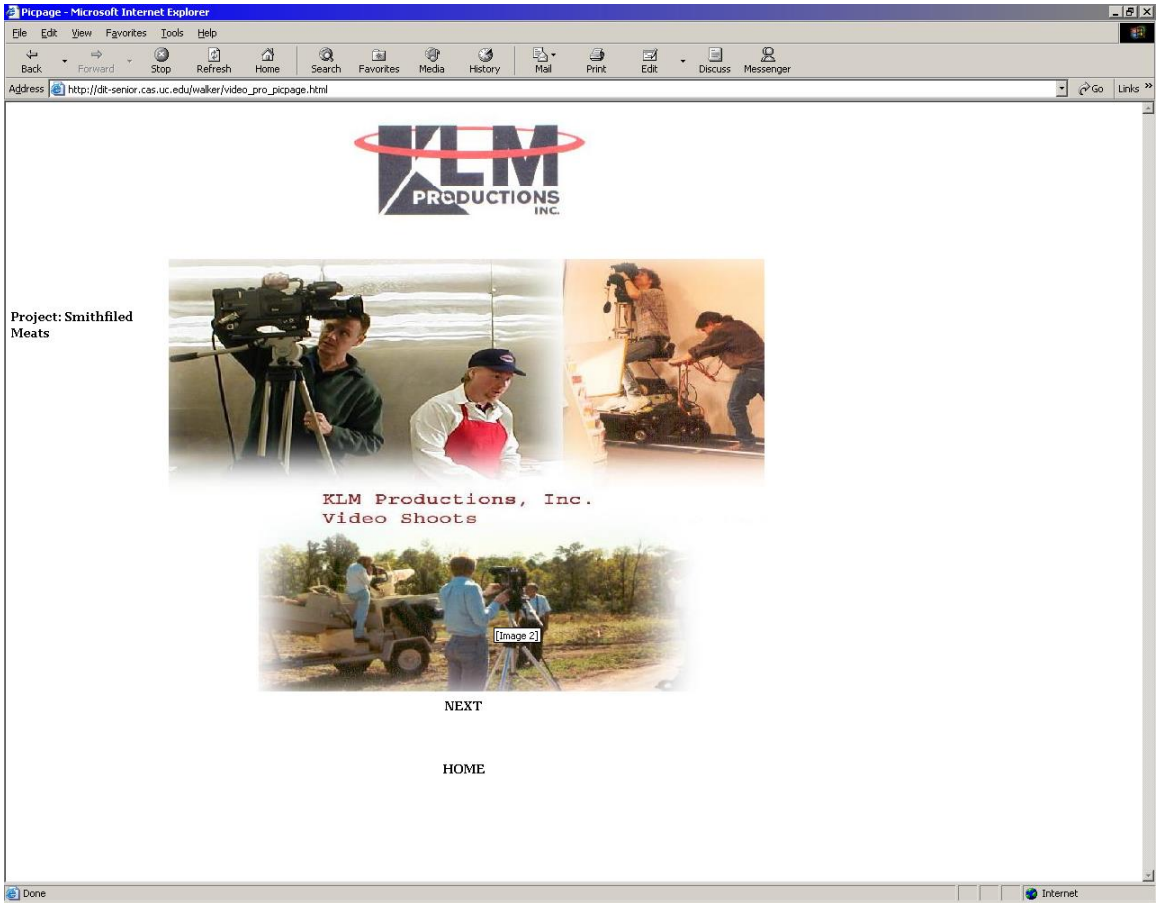 Picpage - Microsoft Internet Explorer
File Edit View Favorites Tools Help
Back Forward Stop Refresh Home Search Favorites Media History Mail Print Edit Discuss Messenger
Address http://dit-senior.cas.uc.edu/walker/video_pro_picpage.html Go Links »
KLM
PRODUCTIONS
INC.
Project: Smithfiled
Meats
KLM Productions, Inc.
Video Shoots
[Image 2]
NEXT
HOME
Done Internet